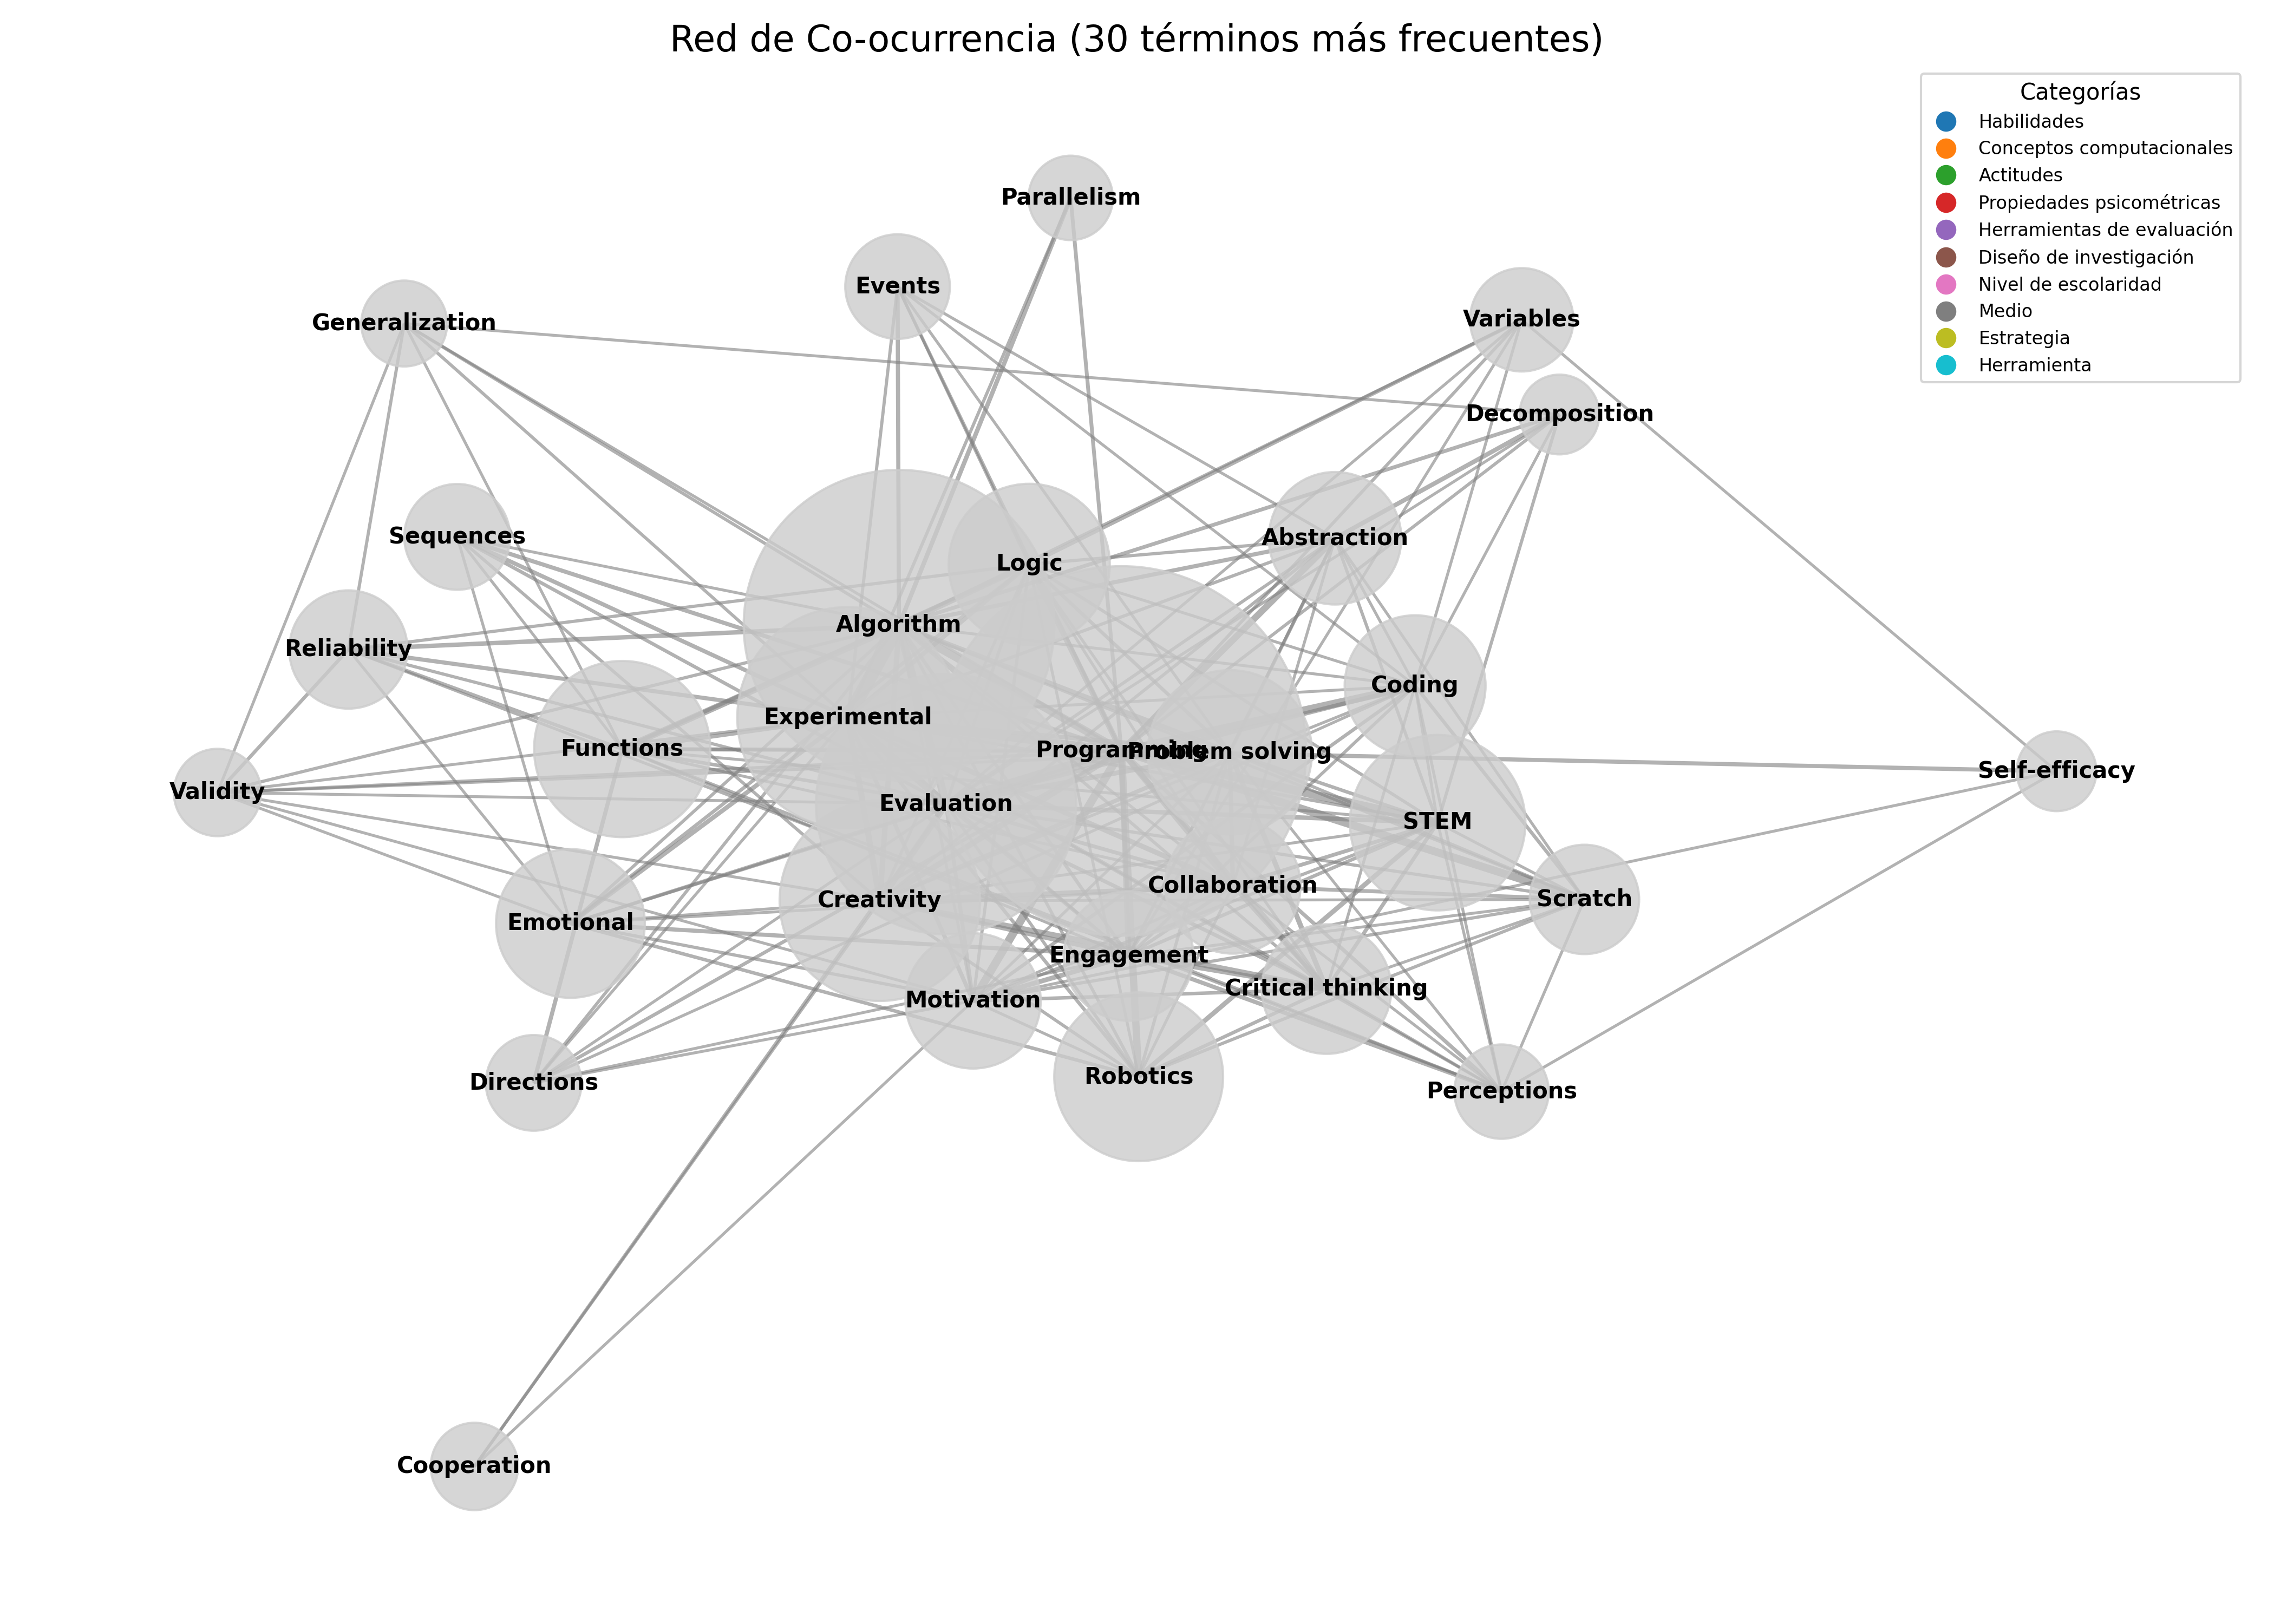 Red de Co-ocurrencia (30 términos más frecuentes)
Categorías
Habilidades
Conceptos computacionales
Actitudes
Propiedades psicométricas
Herramientas de evaluación
Diseño de investigación
Nivel de escolaridad
Medio
Estrategia
Herramienta
Parallelism
Events
Generalization
Variables
Decomposition
Sequences
Abstraction
Logic
Algorithm
Reliability
Coding
Experimental
Functions
Programming
Problem solving
Self-efficacy
Validity
Evaluation
STEM
Collaboration
Creativity
Scratch
Emotional
Engagement
Critical thinking
Motivation
Directions
Robotics
Perceptions
Cooperation